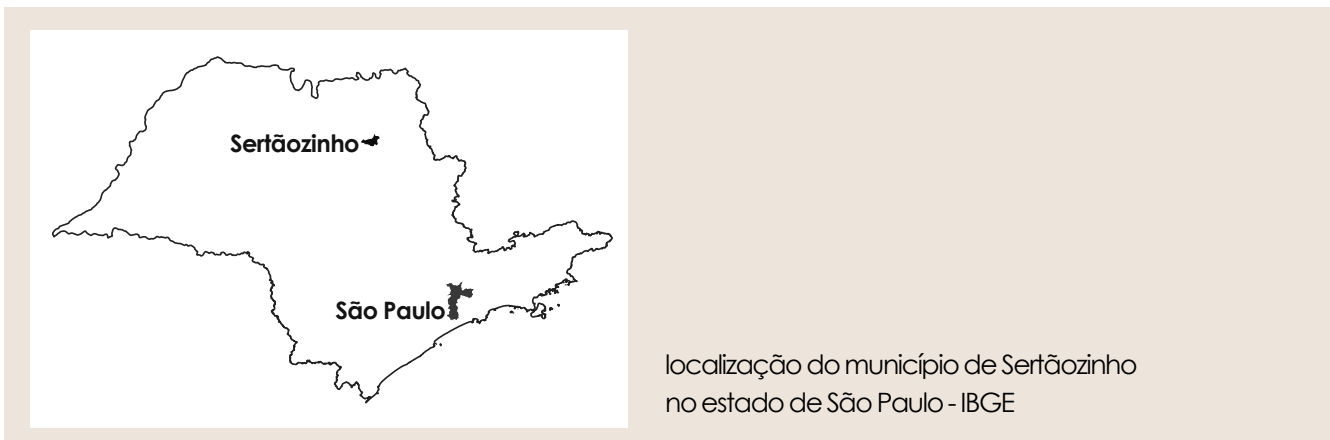 Sertãozinho
São Paulo
localização do município de Sertãozinho
no estado de São Paulo - IBGE